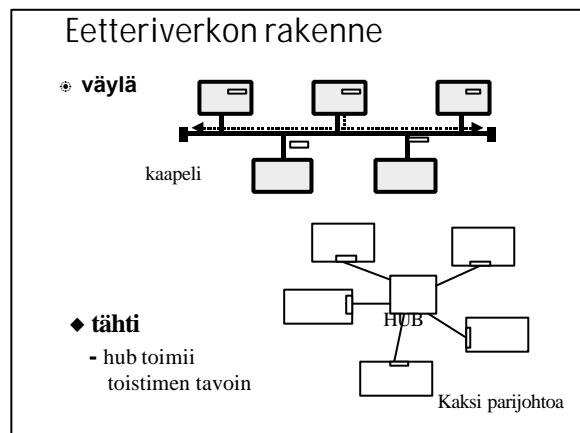 Eetteriverkon rakenne
väylä
kaapeli
HUB
◆ tähti
- hub toimii
toistimen tavoin
Kaksi parijohtoa